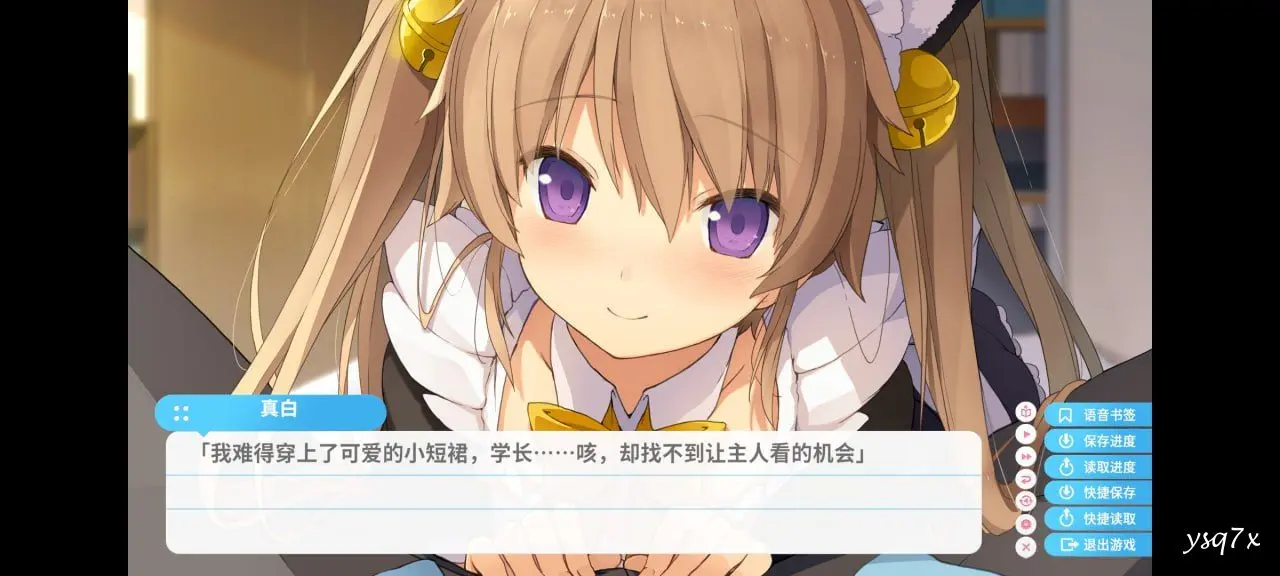 真白
「我难得穿上了可爱的小短裙，学长……咳，却找不到让主人看的机会」
语音书签
保存进度
读取进度
快捷保存
快捷读取
退出游戏
ysq7x